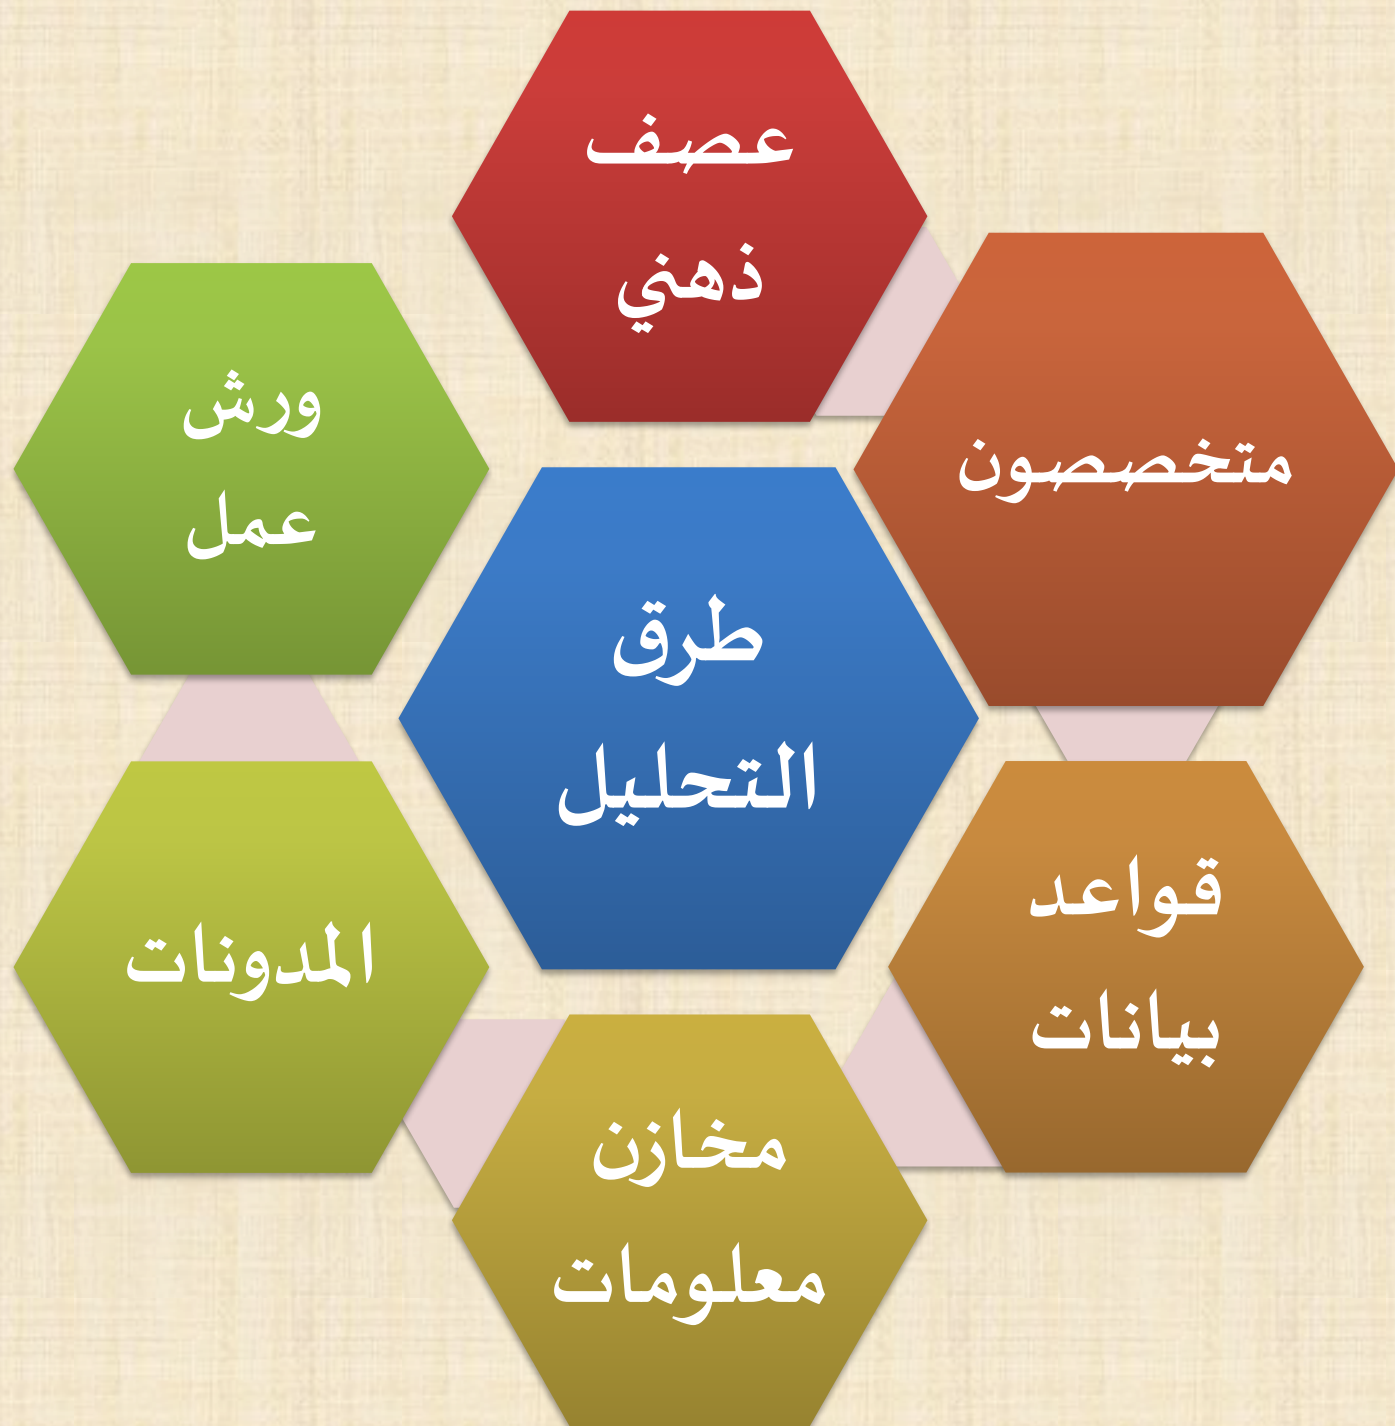 عصف
ذهني
متخصصون
ورش
عمل
طرق
التحليل
قواعد
بيانات
المدونات
مخازن
معلومات